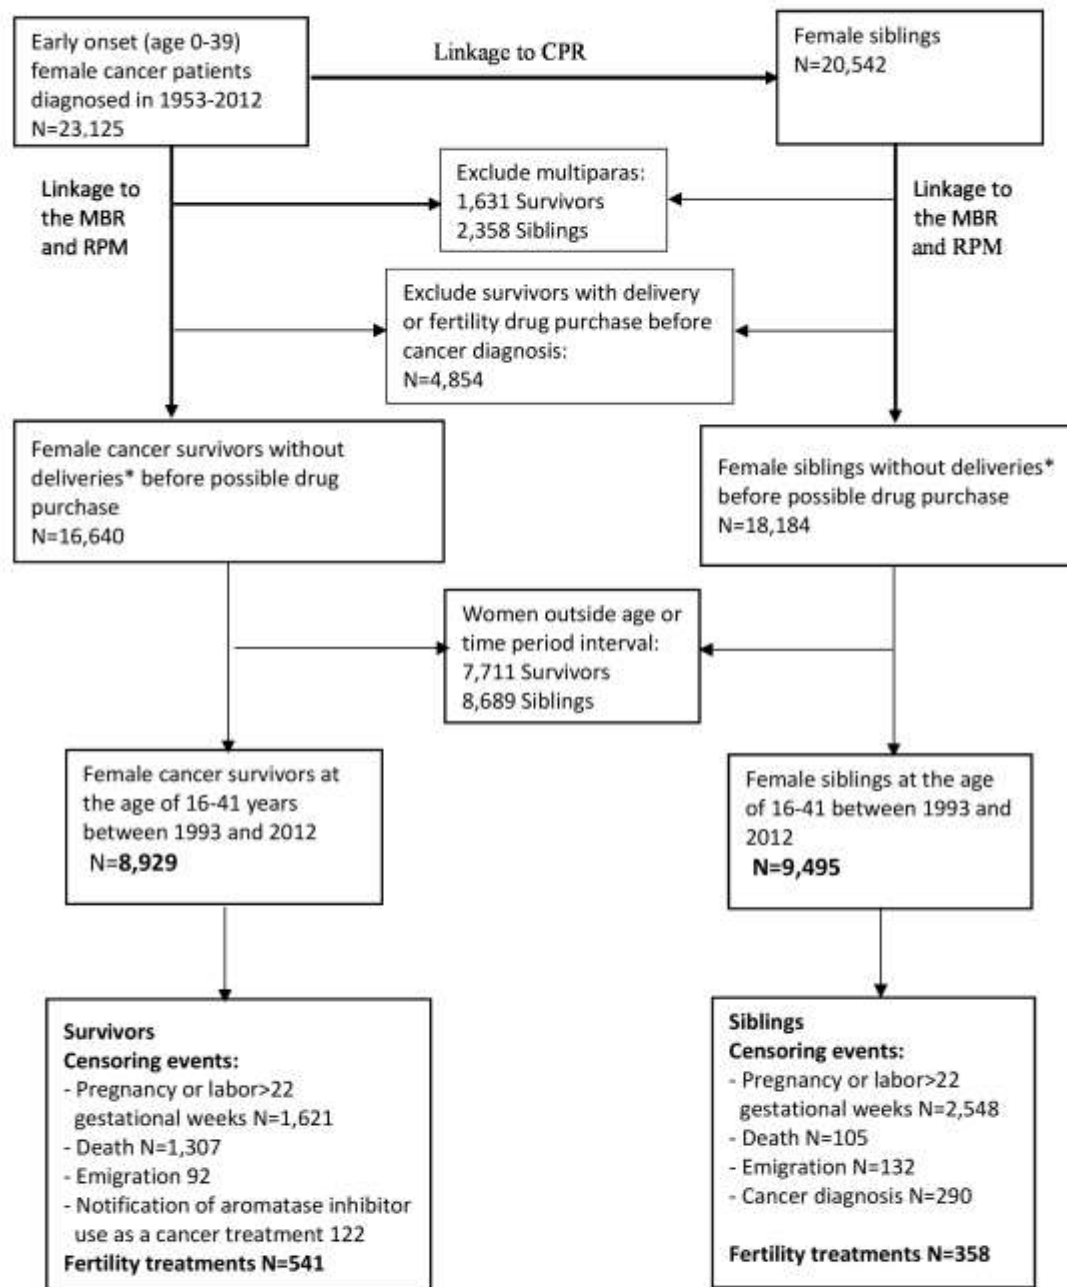 Early onset (age 0-39)
female cancer patients
diagnosed in 1953-2012
N=23,125
Linkage to CPR
Female siblings
N=20,542
Linkage to
the MBR
and RPM
Exclude multiparas:
1,631 Survivors
2,358 Siblings
Linkage to
the MBR
and RPM
Exclude survivors with delivery
or fertility drug purchase before
cancer diagnosis:
N=4,854
Female cancer survivors without
deliveries* before possible drug
purchase
N=16,640
Female siblings without deliveries*
before possible drug purchase
N=18,184
Women outside age or
time period interval:
7,711 Survivors
8,689 Siblings
Female cancer survivors at
the age of 16-41 years
between 1993 and 2012
N=8,929
Female siblings at the age
of 16-41 between 1993 and
2012
N=9,495
Survivors
Censoring events:
- Pregnancy or labor>22
gestational weeks N=1,621
- Death N=1,307
- Emigration 92
- Notification of aromatase inhibitor
use as a cancer treatment 122
Fertility treatments N=541
Siblings
Censoring events:
- Pregnancy or labor>22
gestational weeks N=2,548
- Death N=105
- Emigration N=132
- Cancer diagnosis N=290
Fertility treatments N=358